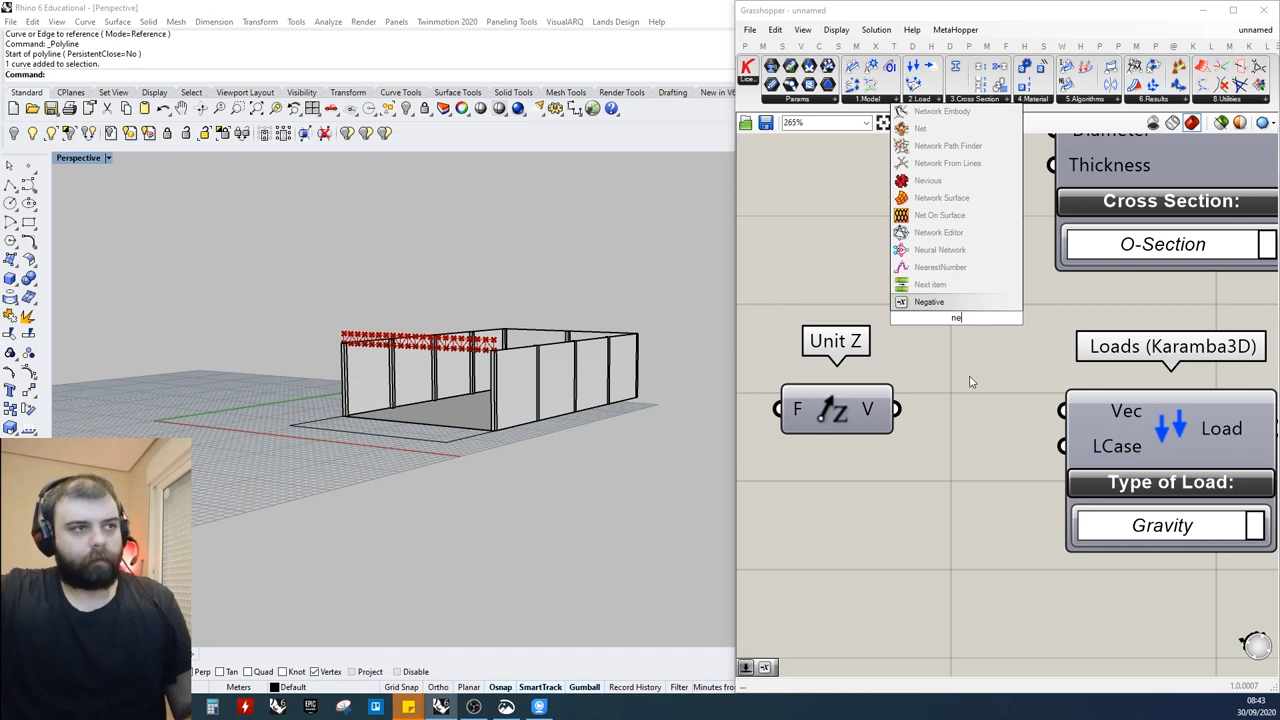 Rhino 6 Educational - [Perspective]
File Edit View Curve Surface Solid Mesh Dimension Transform Tools Analyze Render Panels Twinmotion 2020 Paneling Tools VisualARQ Lands Design Help
Curve or Edge to reference ( Mode=Reference )
Command: _Polyline
Start of polyline ( PersistentClose=No )
1 curve added to selection.
Command:
Standard CPlanes Set View Display Select Viewport Layout Visibility Transform Curve Tools Surface Tools Solid Tools Mesh Tools Render Tools Drafting New in V6
Perspective
Perp Tan Quad Knot Vertex Project Disable
Meters Default Grid Snap Ortho Planar Osnap SmartTrack Gumball Record History Filter Minutes from
Grasshopper - unnamed
File Edit View Display Solution Help MetaHopper unnamed
Params 1.Model 2.Load 3.Cross Section 4.Material 5.Algorithms 6.Results 8.Utilities
265%
Network Embody
Net
Network Path Finder
Network From Lines
Nevious
Network Surface
Net On Surface
Network Editor
Neural Network
NearestNumber
Next item
Negative
ne
Diameter
Thickness
Cross Section:
O-Section
Unit Z
F V
Loads (Karamba3D)
Vec
LCase
Load
Type of Load:
Gravity
1.0.0007
08:43
30/09/2020